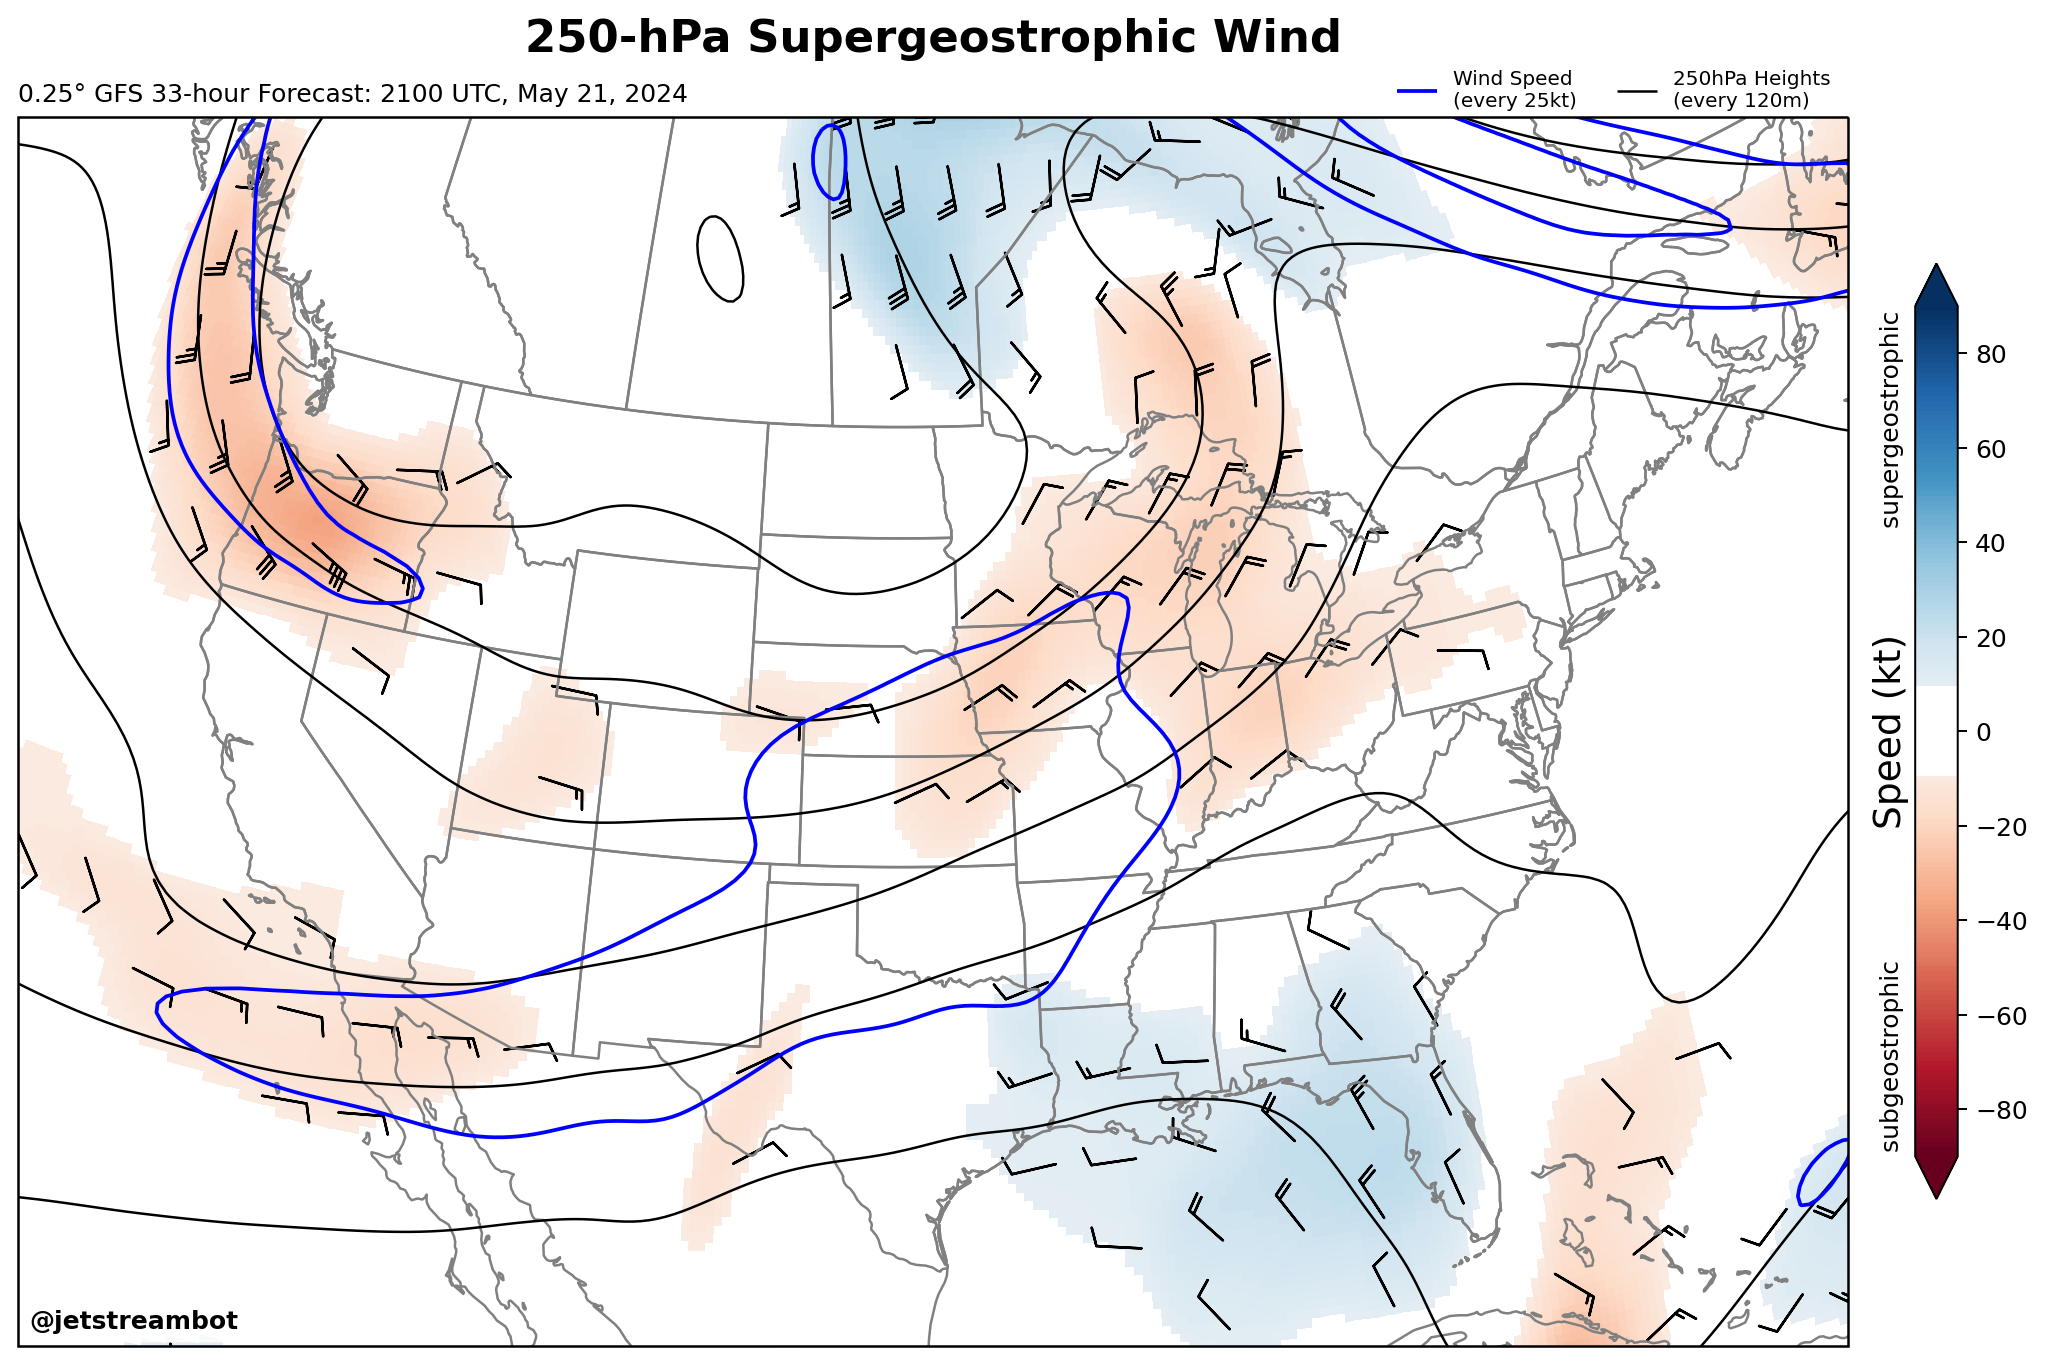 250-hPa Supergeostrophic Wind
0.25° GFS 33-hour Forecast: 2100 UTC, May 21, 2024
Wind Speed
(every 25kt)
250hPa Heights
(every 120m)
supergeostrophic
Speed (kt)
subgeostrophic
80
60
40
20
0
−20
−40
−60
−80
@jetstreambot